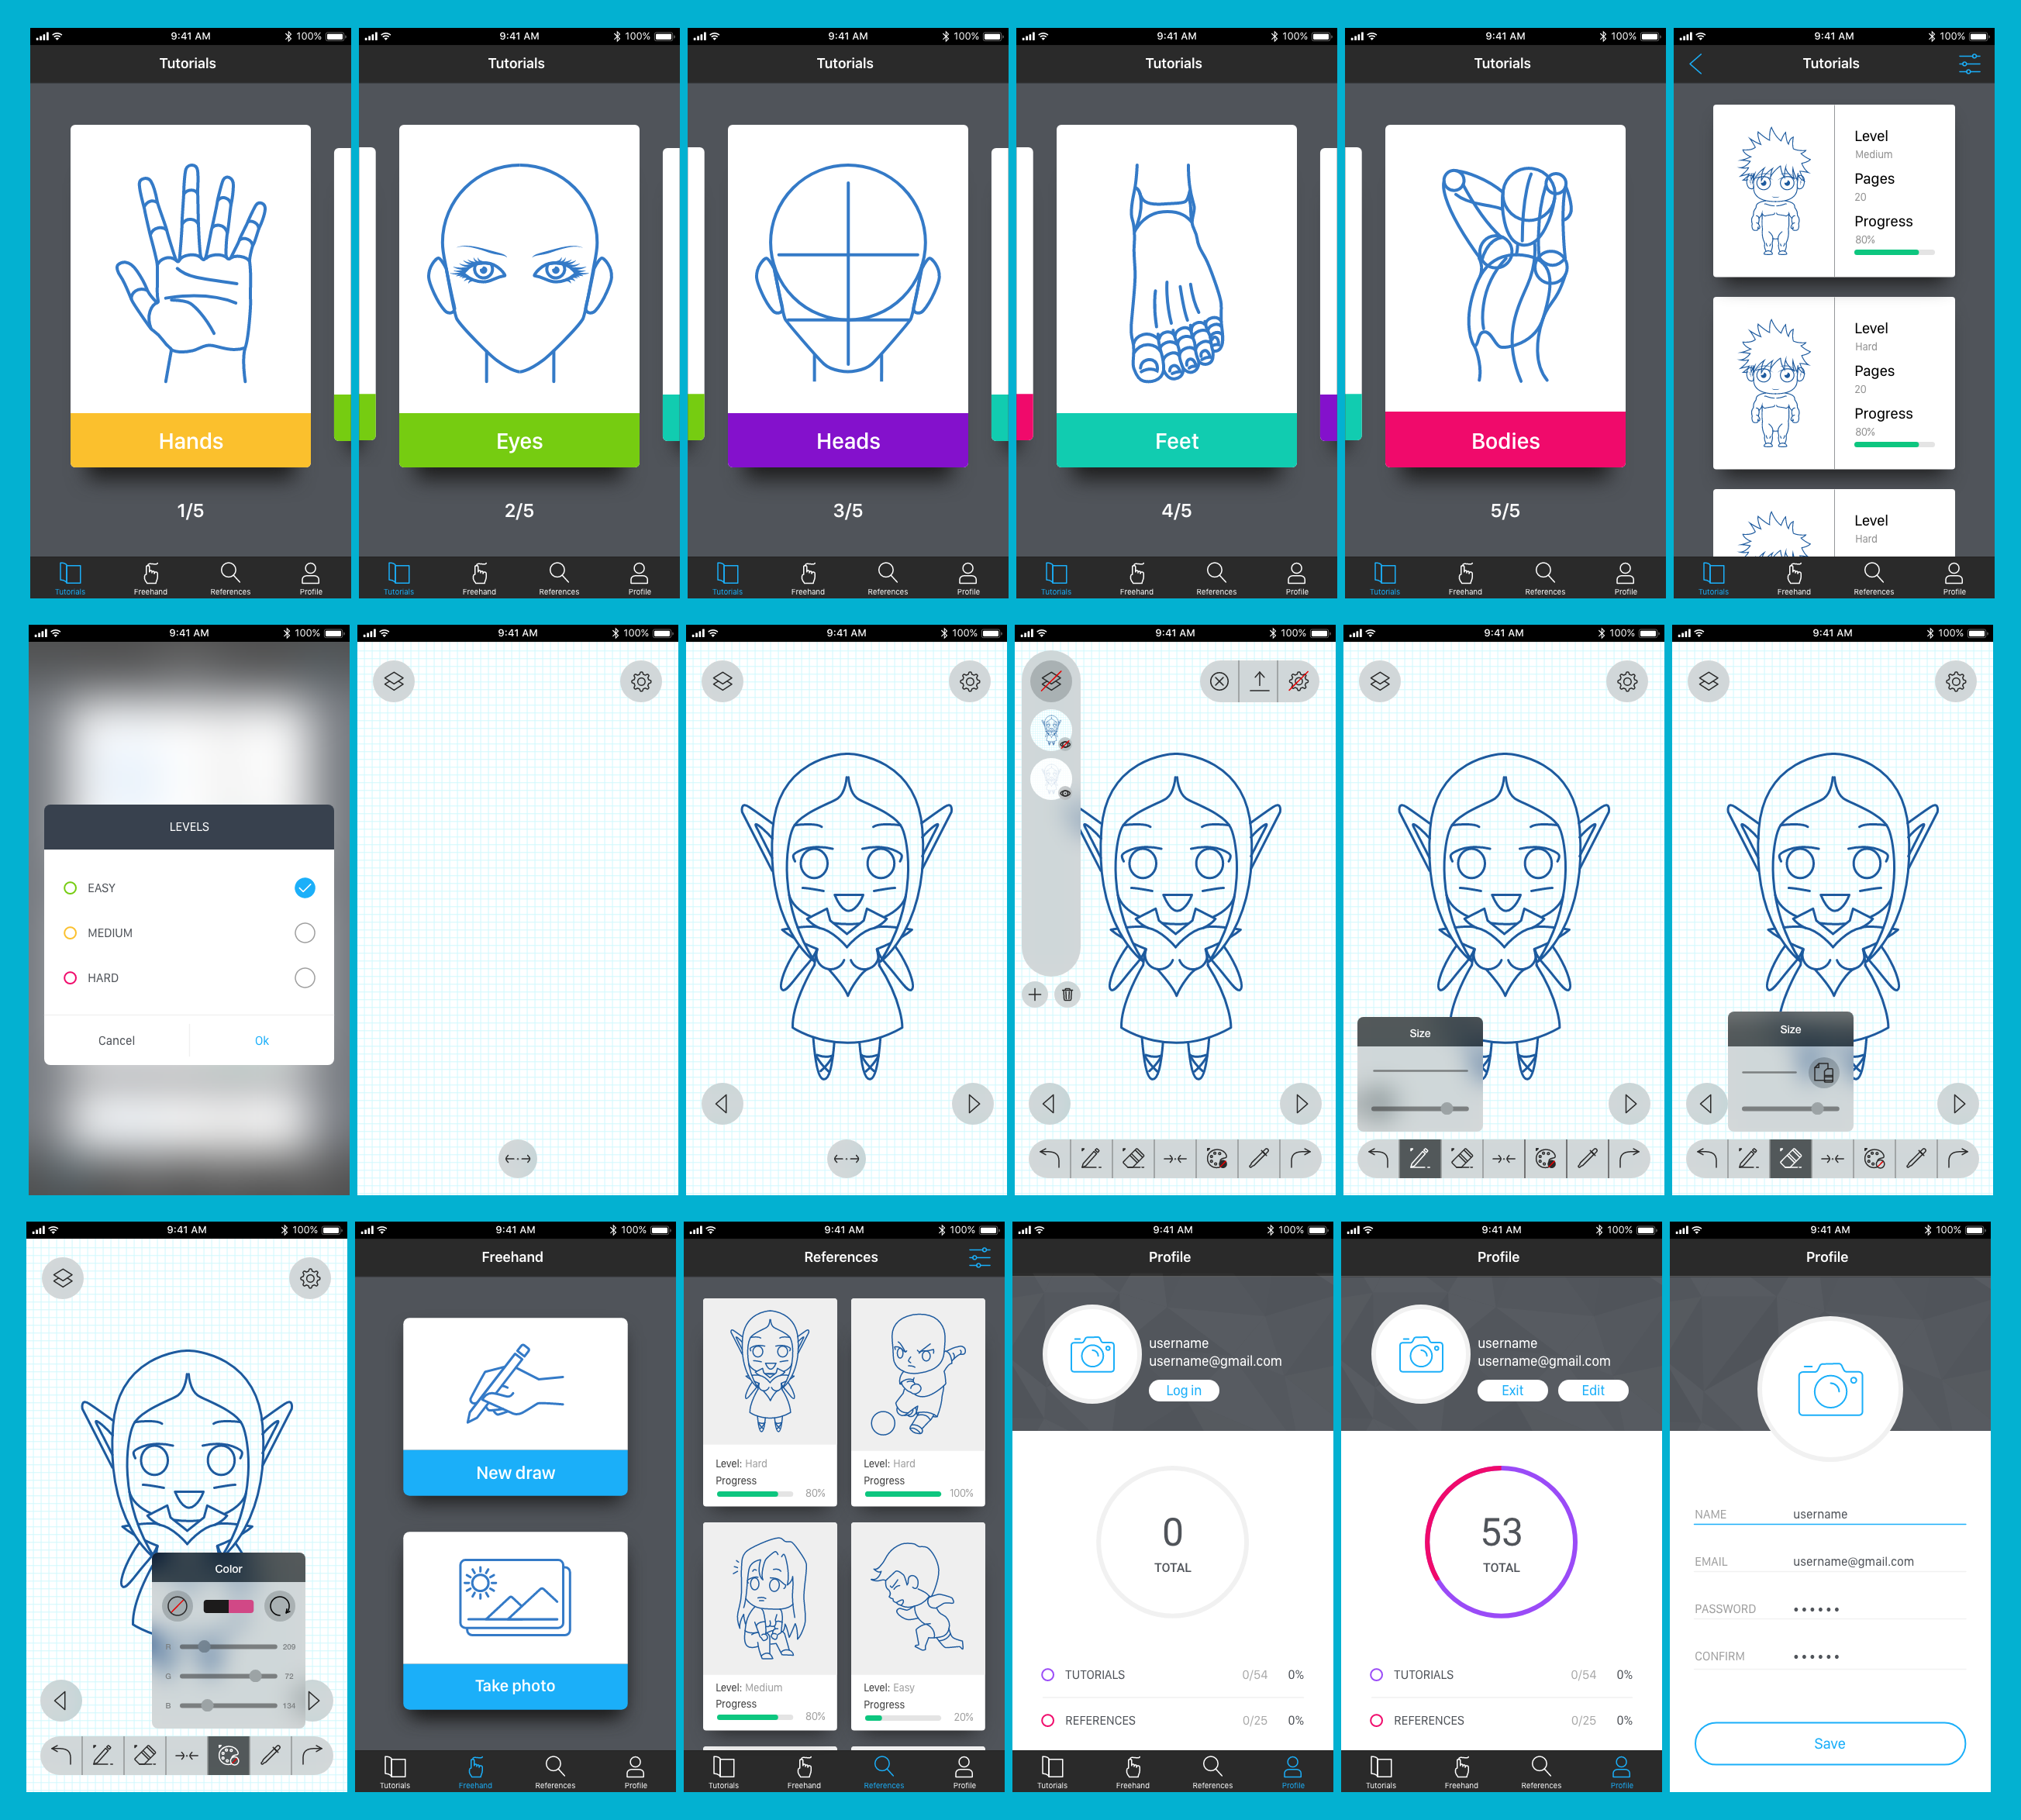 9:41 AM 100%
Tutorials
Hands
1/5
Tutorials Freehand References Profile
9:41 AM 100%
Tutorials
Eyes
2/5
Tutorials Freehand References Profile
9:41 AM 100%
Tutorials
Heads
3/5
Tutorials Freehand References Profile
9:41 AM 100%
Tutorials
Feet
4/5
Tutorials Freehand References Profile
9:41 AM 100%
Tutorials
Bodies
5/5
Tutorials Freehand References Profile
9:41 AM 100%
Tutorials
Level
Medium
Pages
20
Progress
80%
Level
Hard
Pages
20
Progress
80%
Level
Hard
Tutorials Freehand References Profile
9:41 AM 100%
LEVELS
EASY
MEDIUM
HARD
Cancel Ok
9:41 AM 100%
9:41 AM 100%
9:41 AM 100%
9:41 AM 100%
Size
9:41 AM 100%
Size
9:41 AM 100%
Color
R 209
G 72
B 134
9:41 AM 100%
Freehand
New draw
Take photo
Tutorials Freehand References Profile
9:41 AM 100%
References
Level: Hard
Progress
80%
Level: Hard
Progress
100%
Level: Medium
Progress
80%
Level: Easy
Progress
20%
Tutorials Freehand References Profile
9:41 AM 100%
Profile
username
username@gmail.com
Log in
0
TOTAL
TUTORIALS 0/54 0%
REFERENCES 0/25 0%
Tutorials Freehand References Profile
9:41 AM 100%
Profile
username
username@gmail.com
Exit Edit
53
TOTAL
TUTORIALS 0/54 0%
REFERENCES 0/25 0%
Tutorials Freehand References Profile
9:41 AM 100%
Profile
NAME username
EMAIL username@gmail.com
PASSWORD ••••••
CONFIRM ••••••
Save